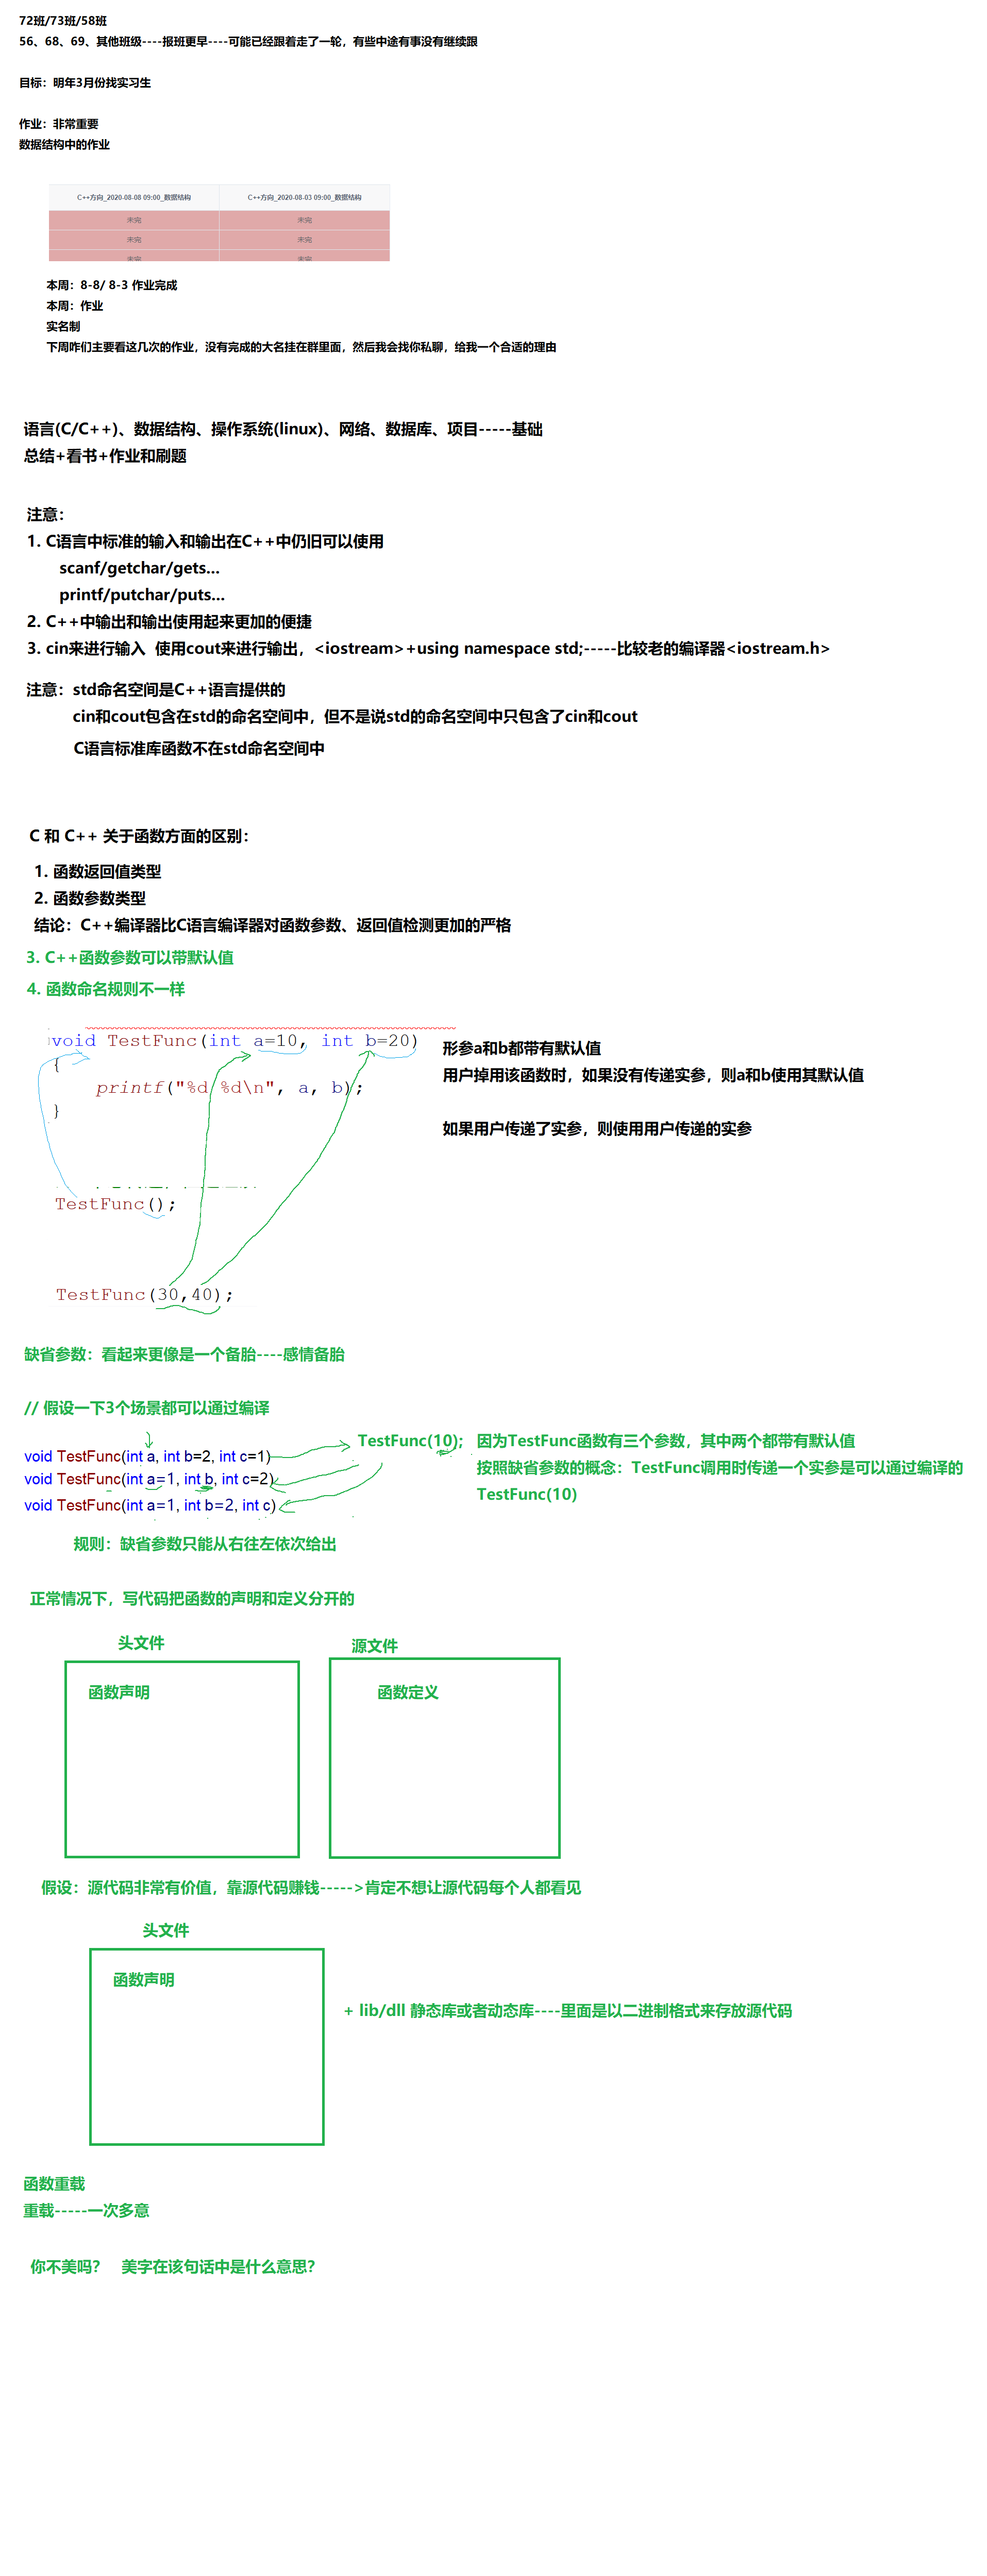 72班/73班/58班
56、68、69、其他班级----报班更早----可能已经跟着走了一轮，有些中途有事没有继续跟
目标：明年3月份找实习生
作业：非常重要
数据结构中的作业
C++方向_2020-08-08 09:00_数据结构 C++方向_2020-08-03 09:00_数据结构
未完 未完
未完 未完
未完 未完
本周：8-8/ 8-3 作业完成
本周：作业
实名制
下周咱们主要看这几次的作业，没有完成的大名挂在群里面，然后我会找你私聊，给我一个合适的理由
语言(C/C++)、数据结构、操作系统(linux)、网络、数据库、项目-----基础
总结+看书+作业和刷题
注意：
1. C语言中标准的输入和输出在C++中仍旧可以使用
scanf/getchar/gets...
printf/putchar/puts...
2. C++中输出和输出使用起来更加的便捷
3. cin来进行输入 使用cout来进行输出，<iostream>+using namespace std;-----比较老的编译器<iostream.h>
注意：std命名空间是C++语言提供的
cin和cout包含在std的命名空间中，但不是说std的命名空间中只包含了cin和cout
C语言标准库函数不在std命名空间中
C 和 C++ 关于函数方面的区别：
1. 函数返回值类型
2. 函数参数类型
结论：C++编译器比C语言编译器对函数参数、返回值检测更加的严格
3. C++函数参数可以带默认值
4. 函数命名规则不一样
void TestFunc(int a=10, int b=20)
{
printf("%d %d\n", a, b);
}
形参a和b都带有默认值
用户掉用该函数时，如果没有传递实参，则a和b使用其默认值
如果用户传递了实参，则使用用户传递的实参
TestFunc();
TestFunc(30,40);
缺省参数：看起来更像是一个备胎----感情备胎
// 假设一下3个场景都可以通过编译
void TestFunc(int a, int b=2, int c=1)
void TestFunc(int a=1, int b, int c=2)
void TestFunc(int a=1, int b=2, int c)
TestFunc(10); 因为TestFunc函数有三个参数，其中两个都带有默认值
按照缺省参数的概念：TestFunc调用时传递一个实参是可以通过编译的
TestFunc(10)
规则：缺省参数只能从右往左依次给出
正常情况下，写代码把函数的声明和定义分开的
头文件 源文件
函数声明 函数定义
假设：源代码非常有价值，靠源代码赚钱----->肯定不想让源代码每个人都看见
头文件
函数声明
+ lib/dll 静态库或者动态库----里面是以二进制格式来存放源代码
函数重载
重载-----一次多意
你不美吗？ 美字在该句话中是什么意思？